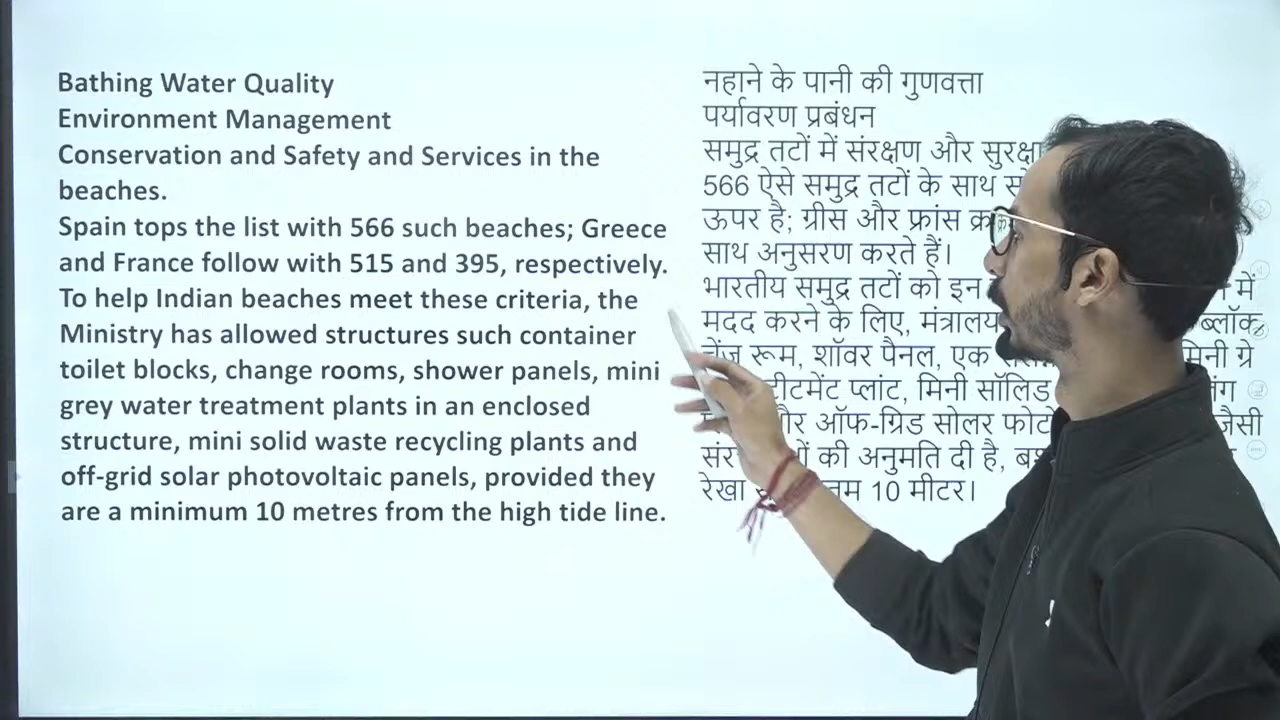 Bathing Water Quality
Environment Management
Conservation and Safety and Services in the
beaches.
Spain tops the list with 566 such beaches; Greece
and France follow with 515 and 395, respectively.
To help Indian beaches meet these criteria, the
Ministry has allowed structures such container
toilet blocks, change rooms, shower panels, mini
grey water treatment plants in an enclosed
structure, mini solid waste recycling plants and
off-grid solar photovoltaic panels, provided they
are a minimum 10 metres from the high tide line.
नहाने के पानी की गुणवत्ता
पर्यावरण प्रबंधन
समुद्र तटों में संरक्षण और सुरक्षा
566 ऐसे समुद्र तटों के साथ
ऊपर है; ग्रीस और फ्रांस
साथ अनुसरण करते हैं।
भारतीय समुद्र तटों को इन में
मदद करने के लिए, मंत्रालय ब्लॉक
चेंज रूम, शॉवर पैनल, एक मिनी ग्रे
टीटमेंट प्लांट, मिनी सॉलिड
और ऑफ-ग्रिड सोलर जैसी
की अनुमति दी है,
रेखा 10 मीटर।